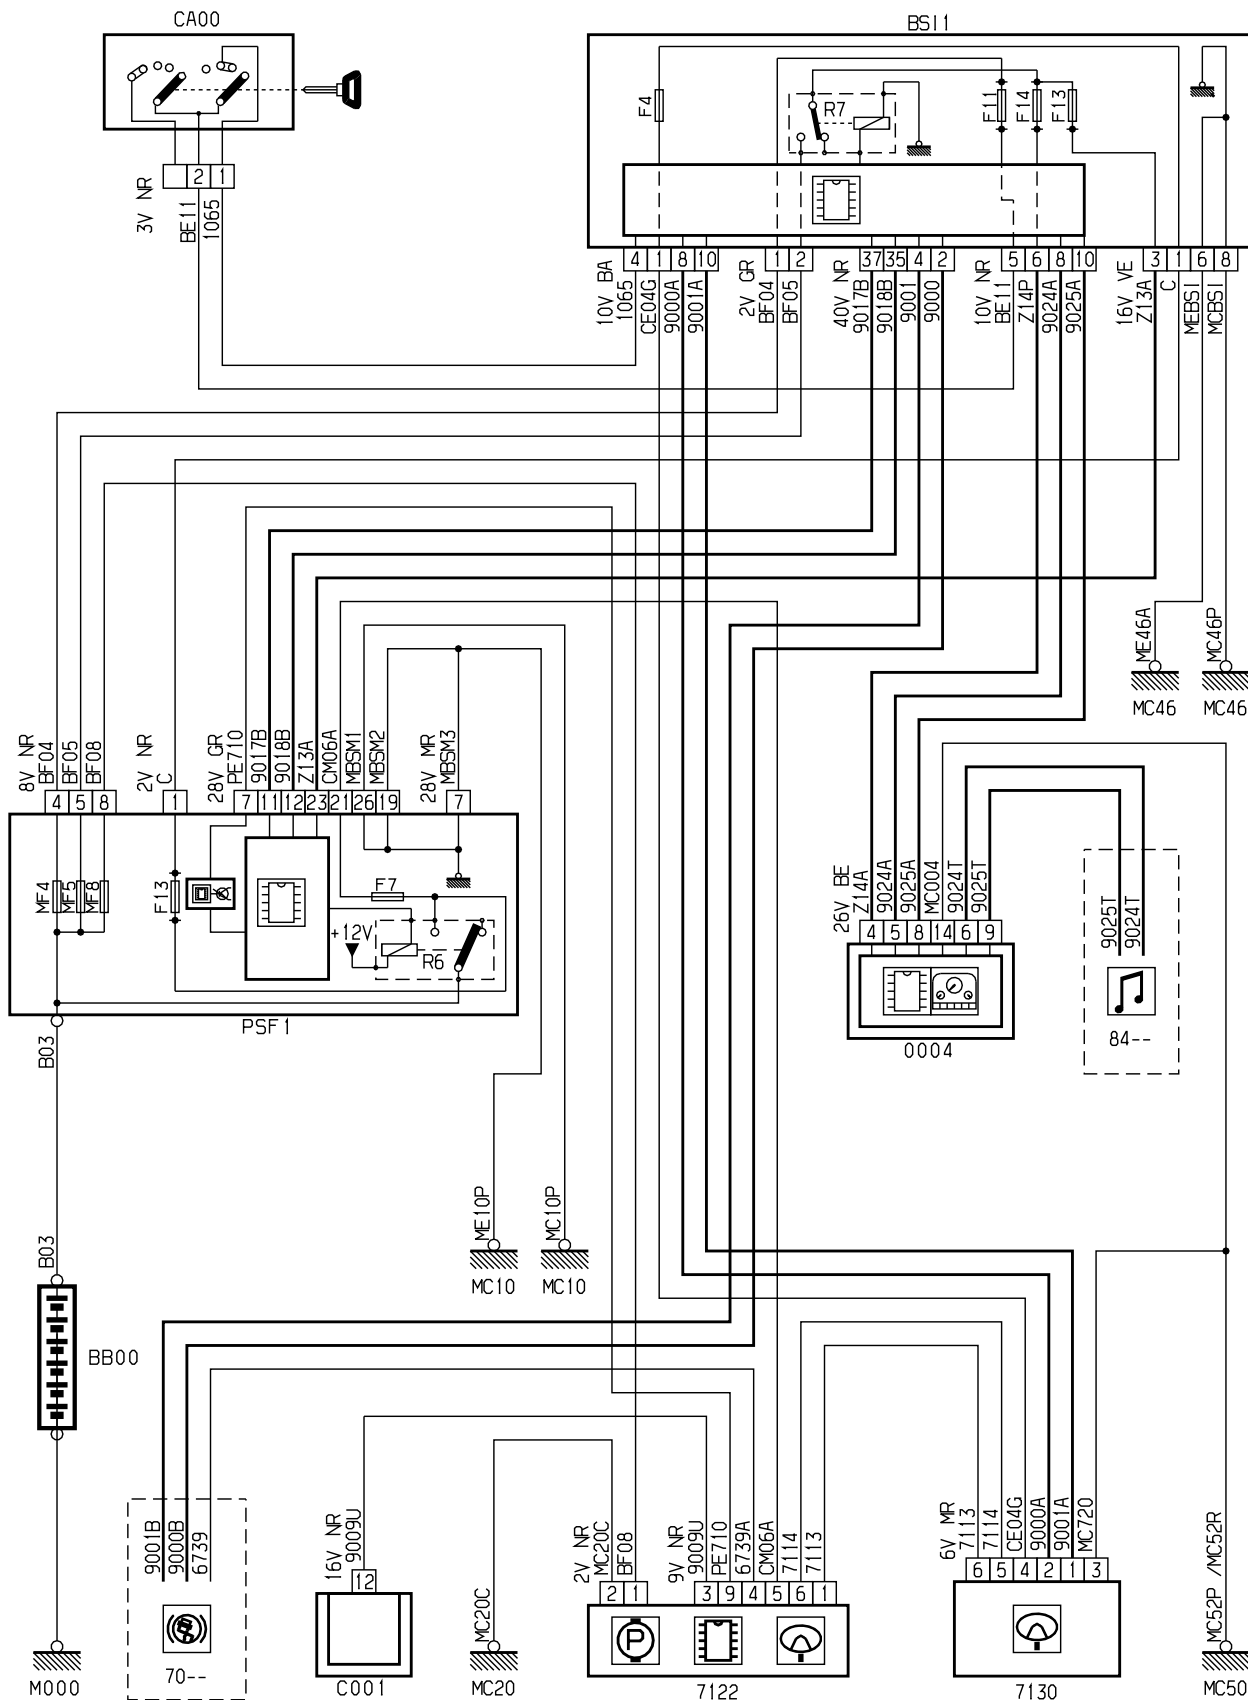 CA00
BSI1
F4
R7
F11
F14
F13
2 1
3V NR
BE11
1065
4 1 8 10
1 2
37 35 4 2
5 6 8 10
3 1 6 8
10V BA
1065
CE04G
9000A
9001A
2V GR
BF04
BF05
40V NR
9017B
9018B
9001
9000
10V NR
BE11
Z14P
9024A
9025A
16V VE
Z13A
C
MEBSI
MCBSI
ME46A
MC46P
MC46
MC46
8V NR
BF04
BF05
BF08
2V NR
C
28V GR
PE710
9017B
9018B
Z13A
CM06A
MBSM1
MBSM2
28V MR
MBSM3
4 5 8
1
7 11 12 23 21 26 19
7
MF4
MF5
MF8
F13
F7
+12V
R6
PSF1
26V BE
Z14A
9024A
9025A
MC004
9024T
9025T
4 5 8 14 6 9
0004
9025T
9024T
84--
B03
B03
BB00
M000
ME10P
MC10P
MC10
MC10
9001B
9000B
6739
70--
16V NR
9009U
12
C001
MC20C
MC20
2V NR
MC20C
BF08
9V NR
9009U
PE710
6739A
CM06A
7114
7113
2 1
3 9 4 5 6 1
P
7122
6V MR
7113
7114
CE04G
9000A
9001A
MC720
6 5 4 2 1 3
7130
MC52P /MC52R
MC50